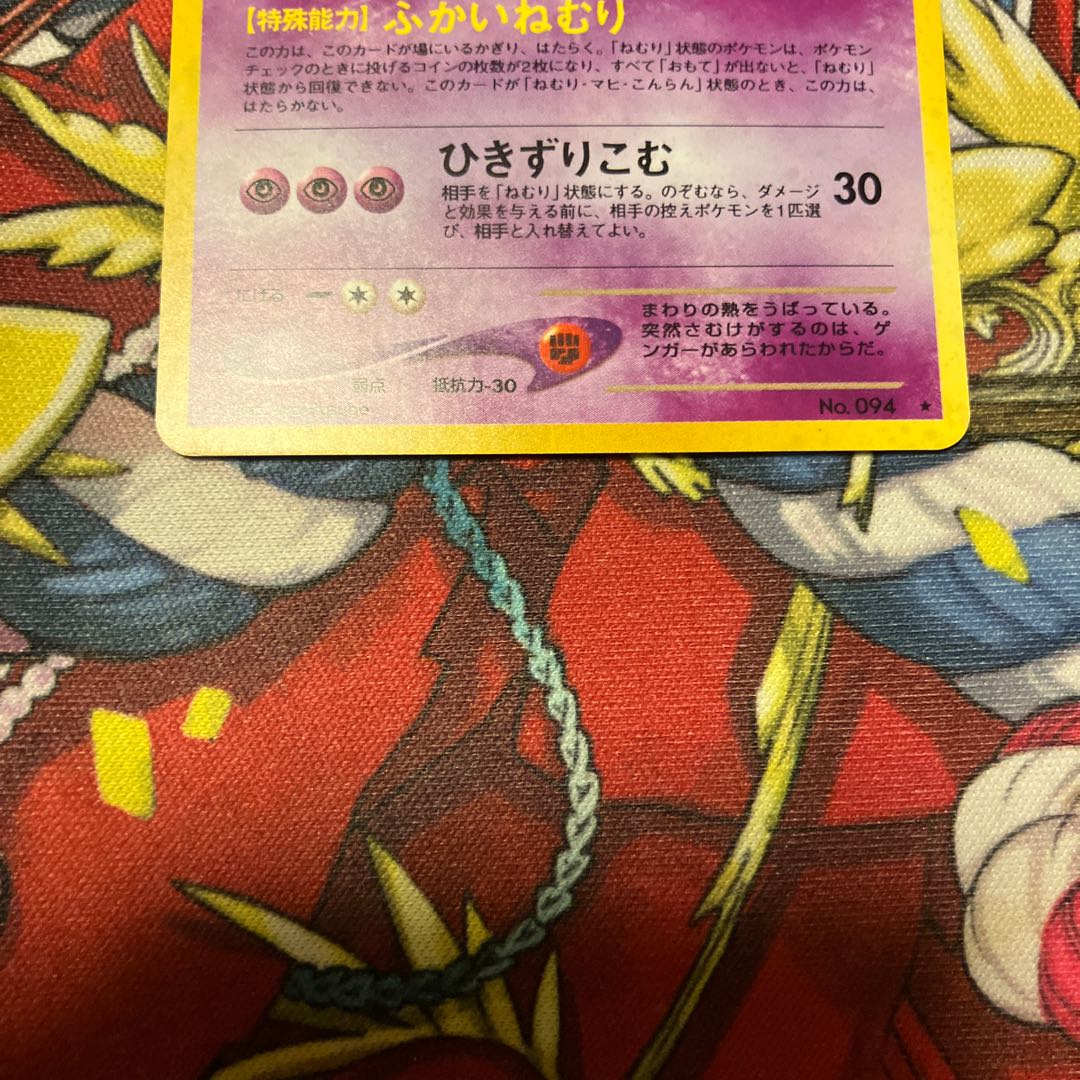 【特殊能力】ふかいねむり
この力は、このカードが場にいるかぎり、はたらく。「ねむり」状態のポケモンは、ポケモン
チェックのときに投げるコインの枚数が2枚になり、すべて「おもて」が出ないと、「ねむり」
状態から回復できない。このカードが「ねむり・マヒ・こんらん」状態のとき、この力は、
はたらかない。
ひきずりこむ 30
相手を「ねむり」状態にする。のぞむなら、ダメージ
と効果を与える前に、相手の控えポケモンを1匹選
び、相手と入れ替えてよい。
にげる
まわりの熱をうばっている。
突然さむけがするのは、ゲ
ンガーがあらわれたからだ。
弱点 抵抗力-30
No. 094 ★